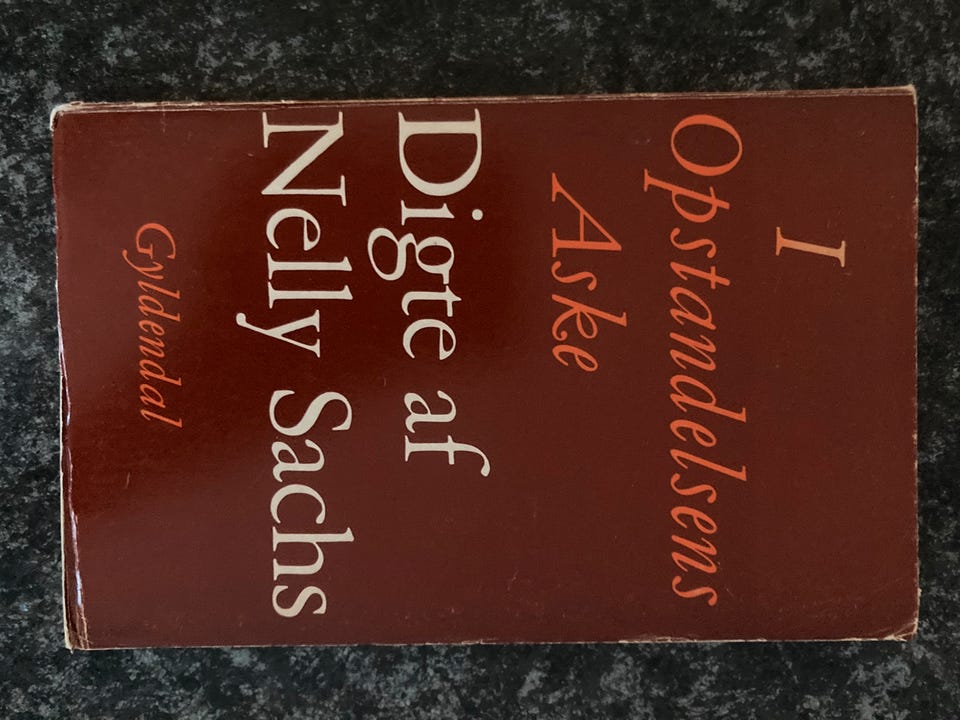 I
Opstandelsens
Aske
Digte af
Nelly Sachs
Gyldendal